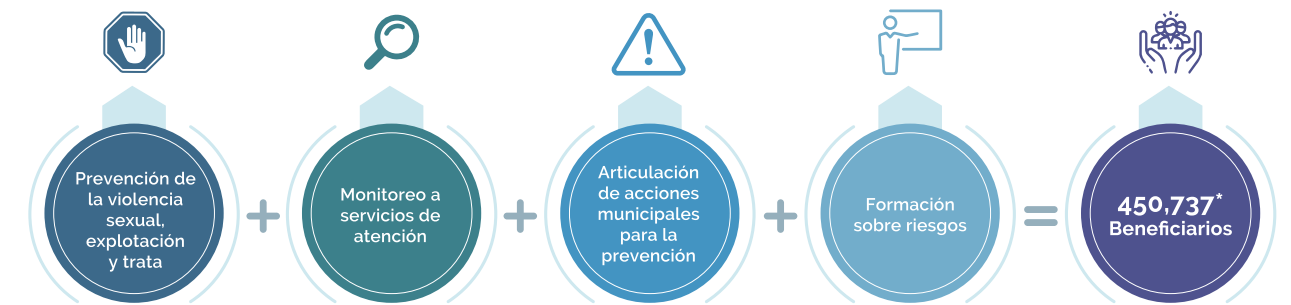 Prevención de
la violencia
sexual,
explotación
y trata
+
Monitoreo a
servicios de
atención
+
Articulación
de acciones
municipales
para la
prevención
+
Formación
sobre riesgos
=
450,737*
Beneficiarios